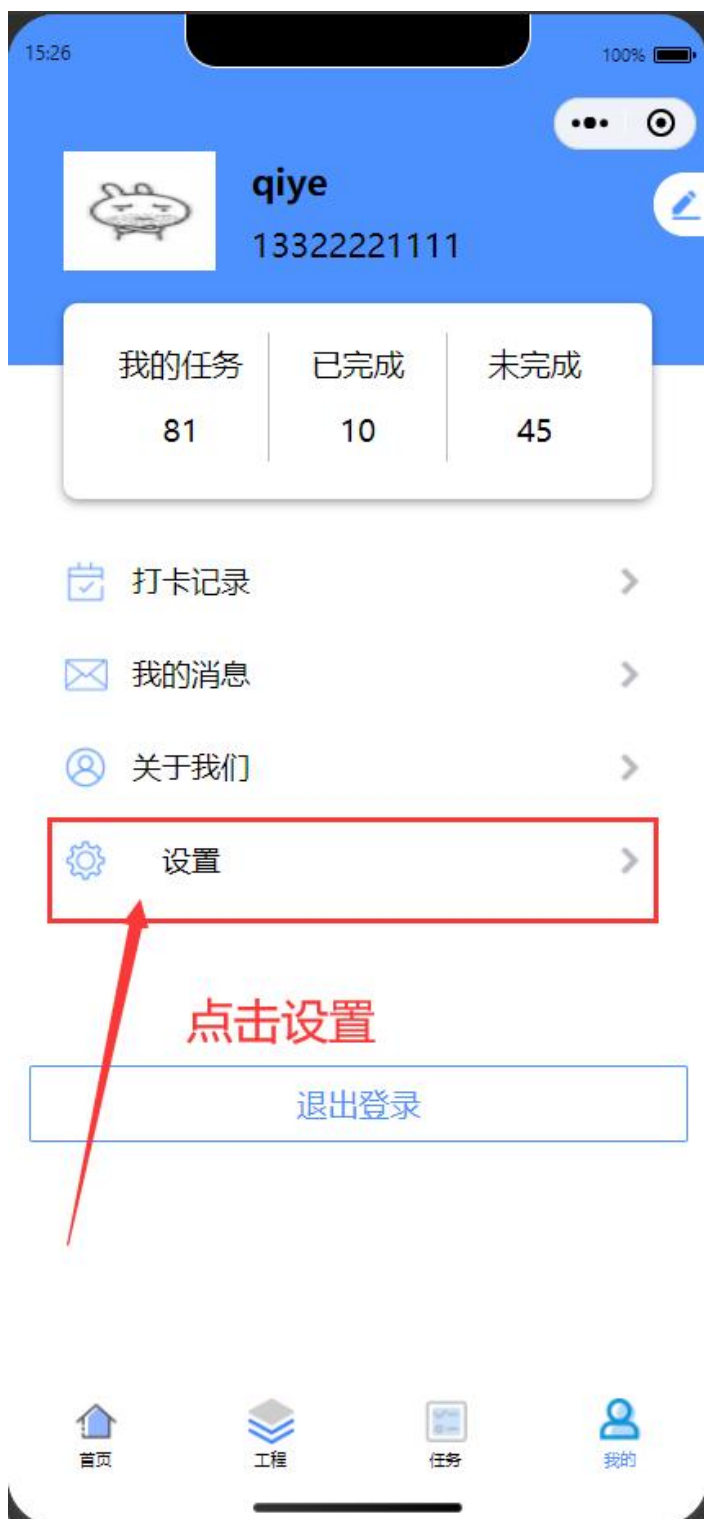 15:26 100%
qiye
13322221111
我的任务 已完成 未完成
81 10 45
打卡记录
我的消息
关于我们
设置
点击设置
退出登录
首页 工程 任务 我的